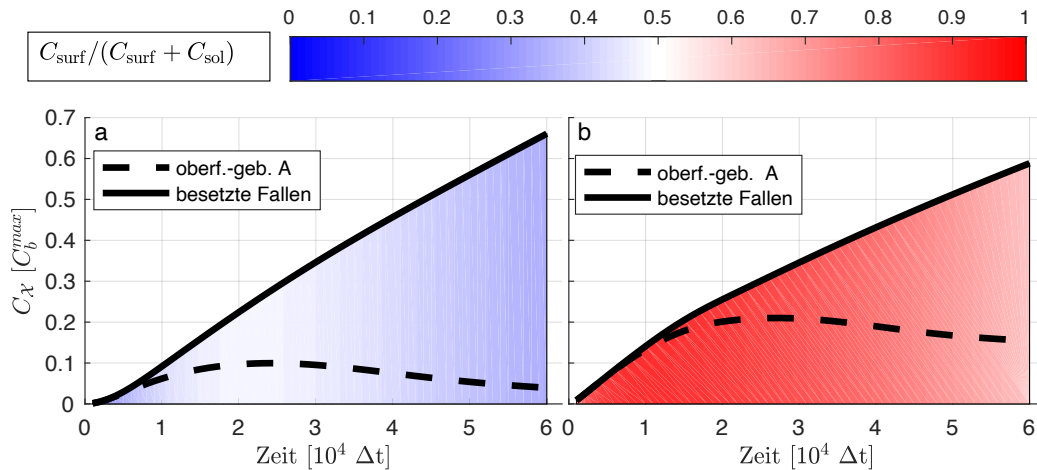 0 0.1 0.2 0.3 0.4 0.5 0.6 0.7 0.8 0.9 1
C_surf/(C_surf + C_sol)
a
oberf.-geb. A
besetzte Fallen
0.7
0.6
0.5
0.4
0.3
0.2
0.1
0
C_𝒳 [C_b^max]
0 1 2 3 4 5 6
Zeit [10^4 Δt]
b
oberf.-geb. A
besetzte Fallen
0 1 2 3 4 5 6
Zeit [10^4 Δt]